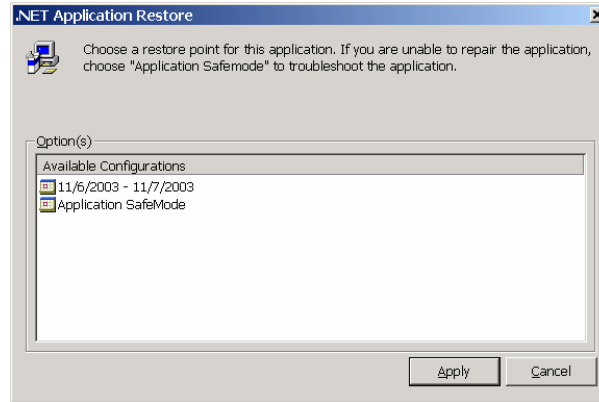 .NET Application Restore
Choose a restore point for this application. If you are unable to repair the application,
choose "Application Safemode" to troubleshoot the application.
Option(s)
Available Configurations
11/6/2003 - 11/7/2003
Application SafeMode
Apply
Cancel